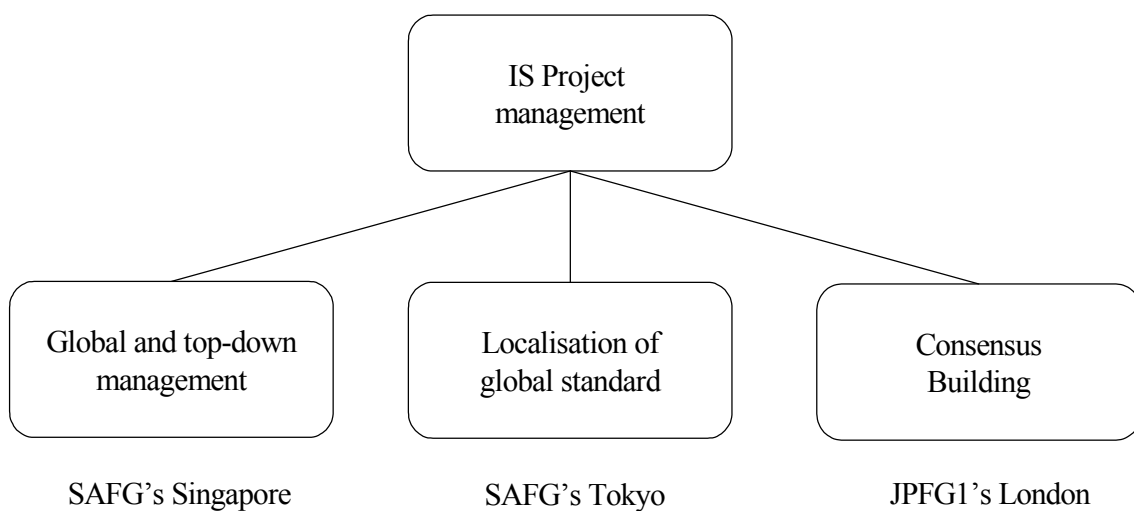 IS Project
management
Global and top-down
management
Localisation of
global standard
Consensus
Building
SAFG’s Singapore
SAFG’s Tokyo
JPFG1’s London